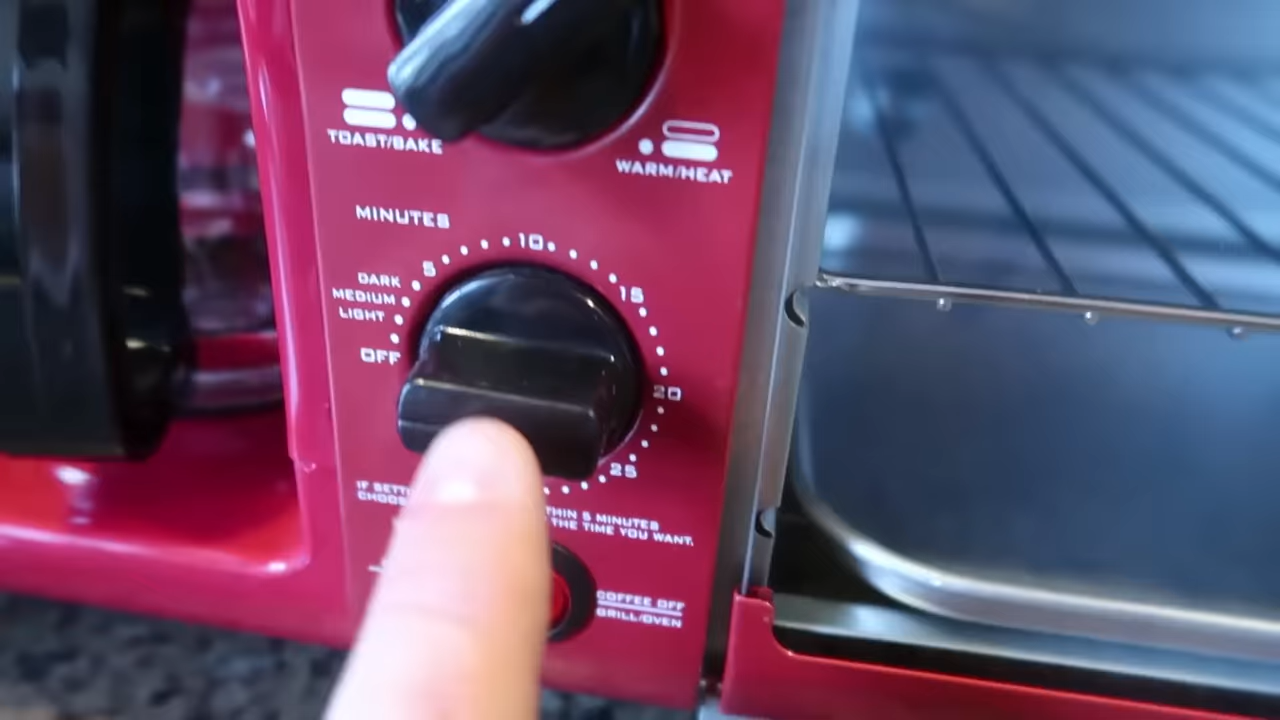 TOAST/BAKE
WARM/HEAT
MINUTES
10
5
15
DARK
MEDIUM
LIGHT
OFF
20
25
IF
CHOOS
THIN 5 MINUTES
THE TIME YOU WANT.
COFFEE OFF
GRILL/OVEN